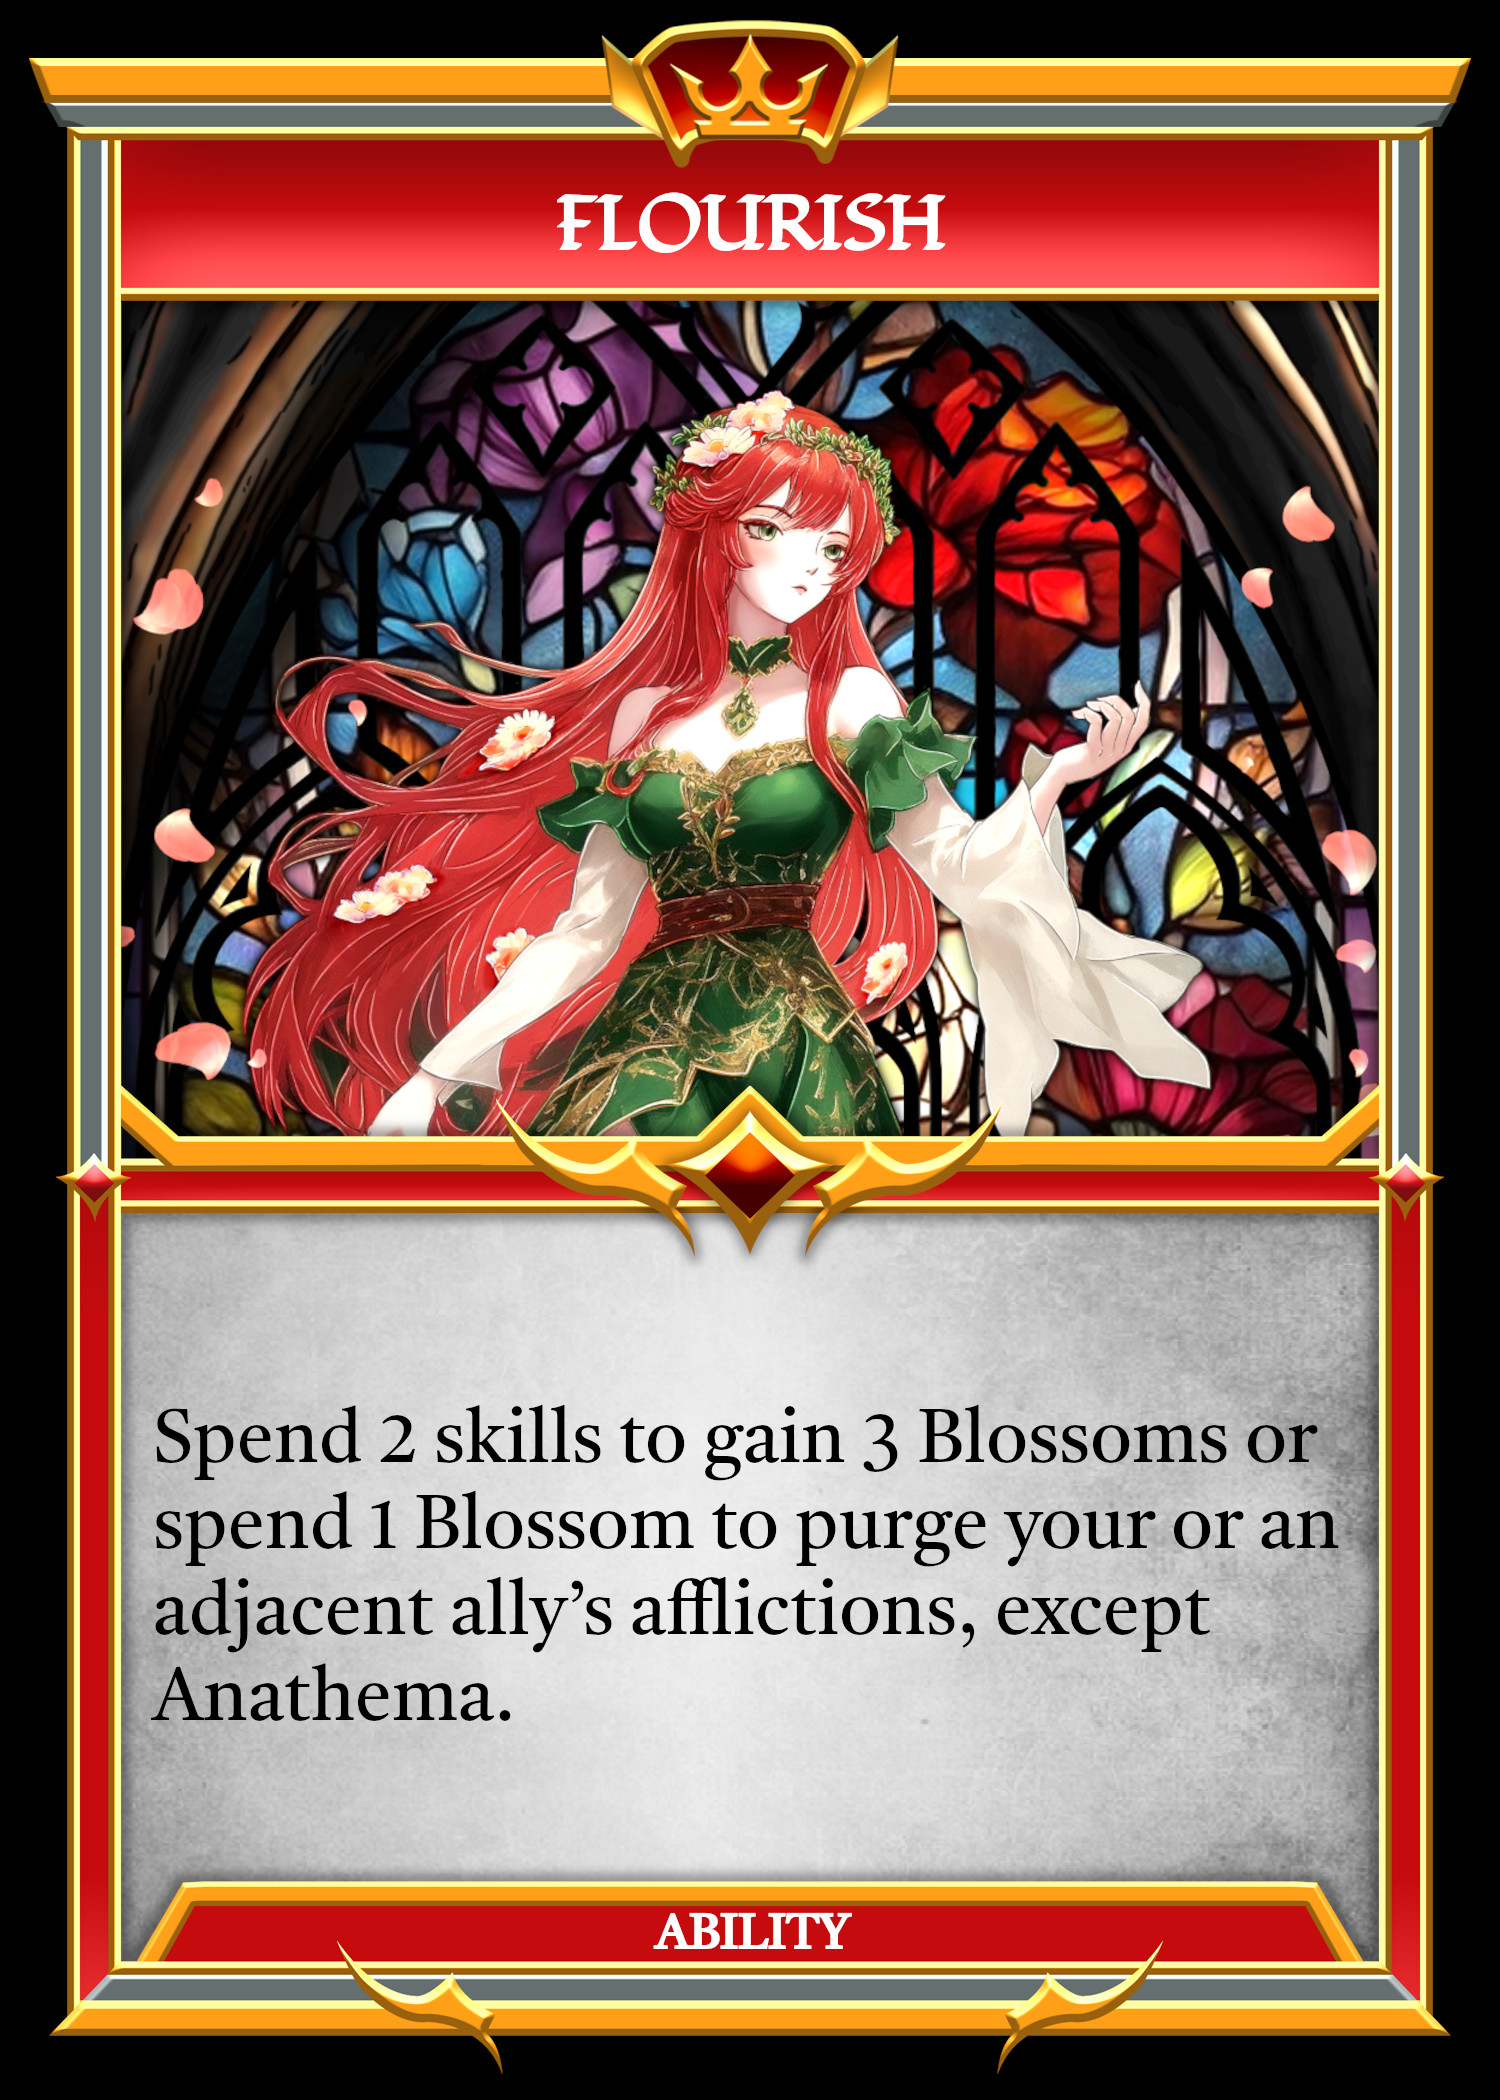 FLOURISH
Spend 2 skills to gain 3 Blossoms or
spend 1 Blossom to purge your or an
adjacent ally’s afflictions, except
Anathema.
ABILITY